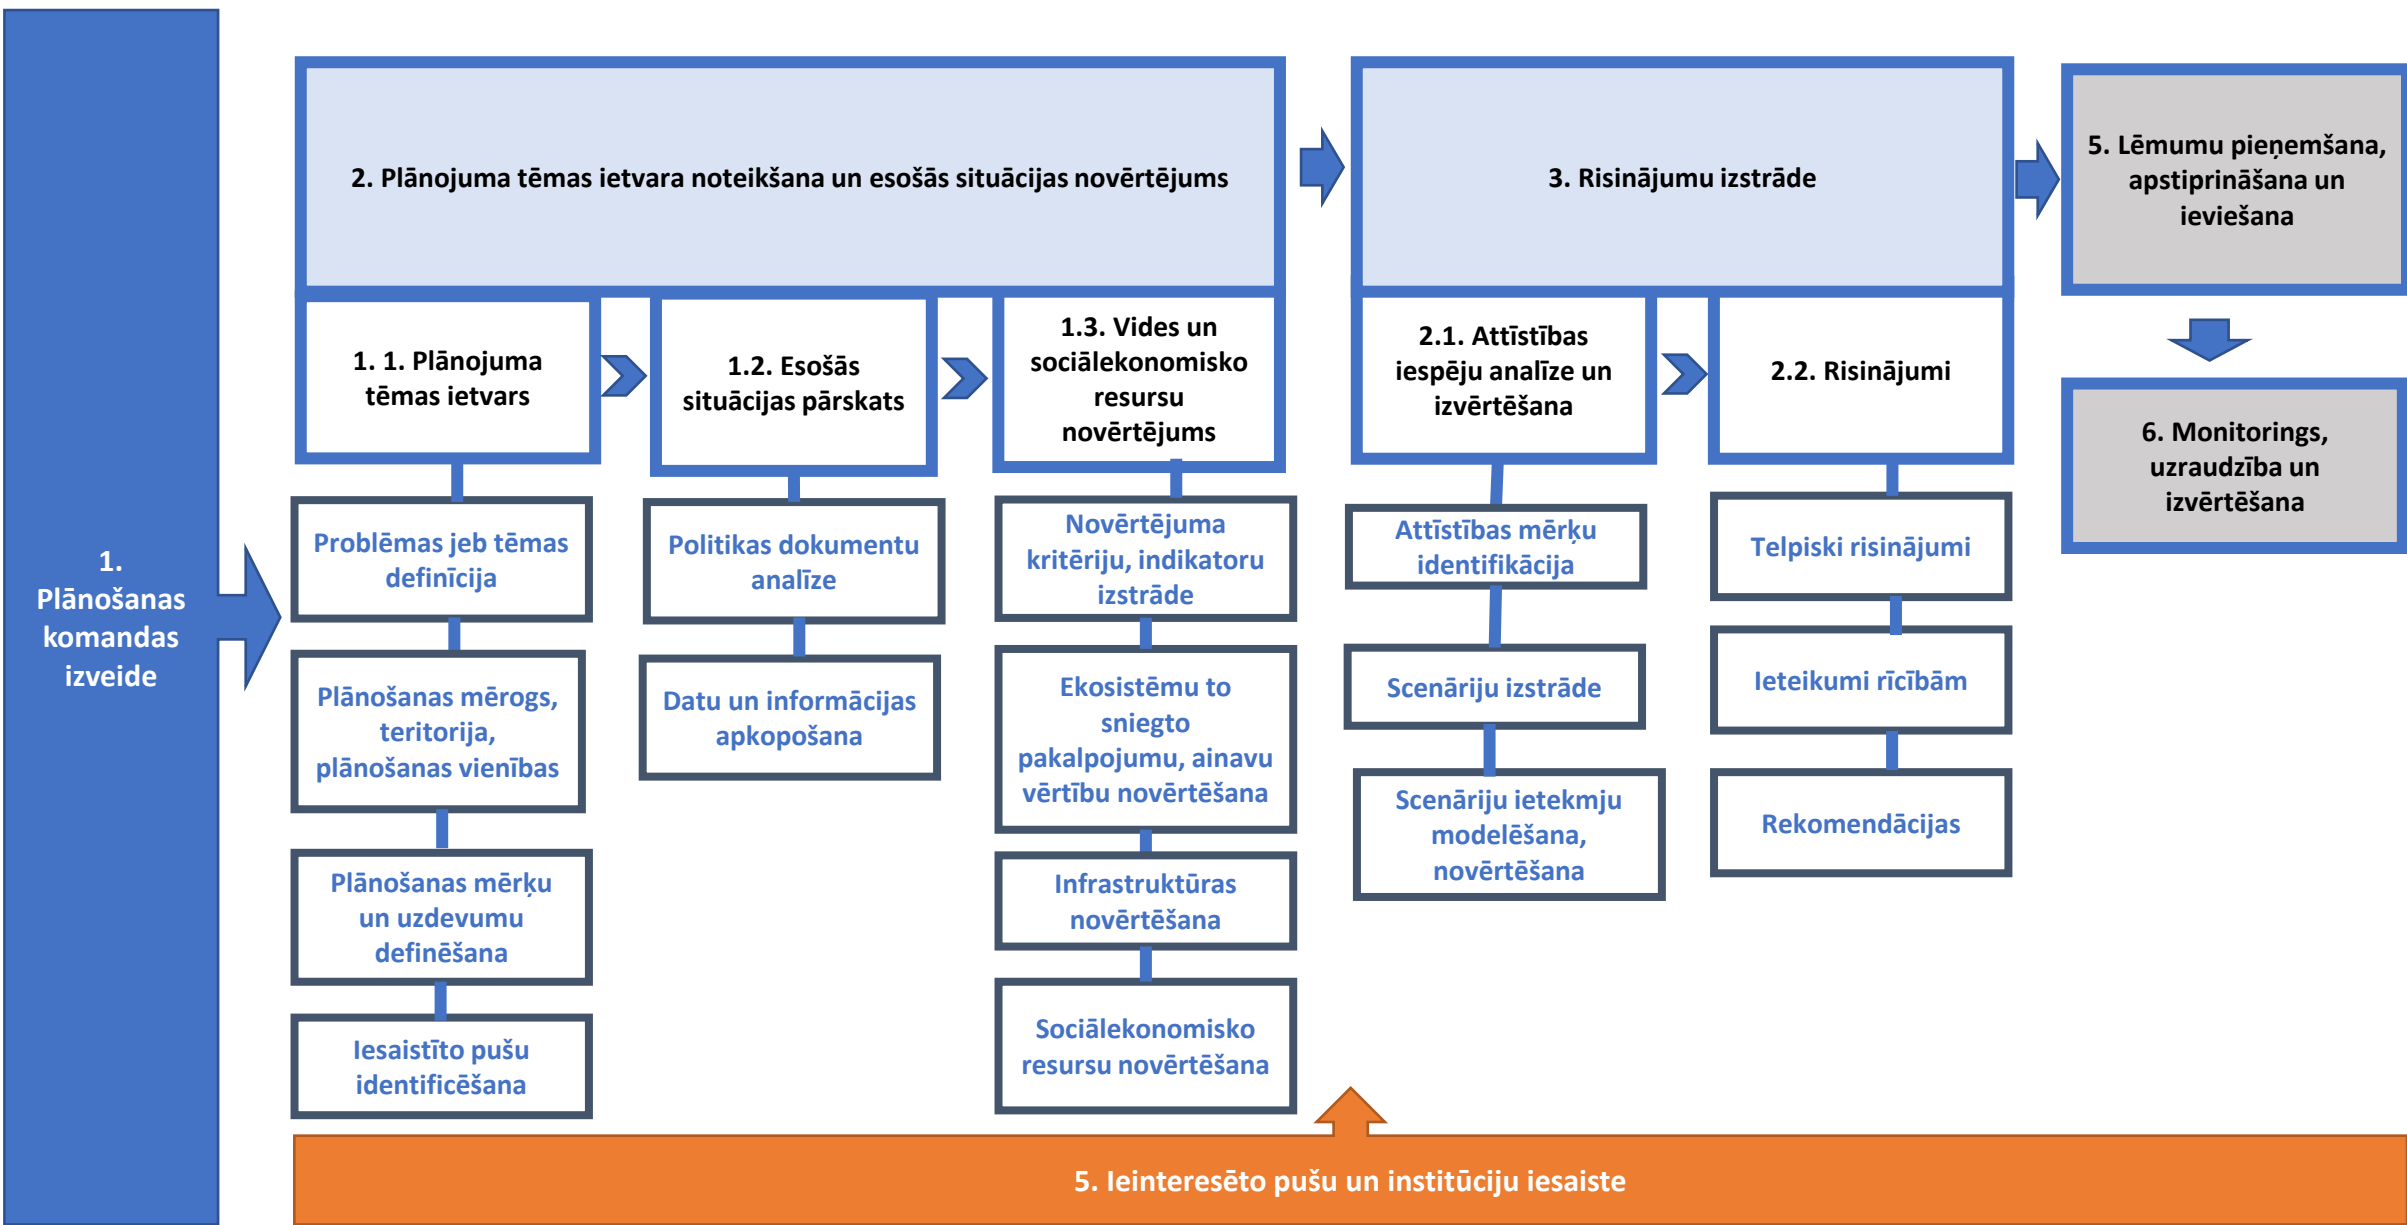 1.
Plānošanas
komandas
izveide
2. Plānojuma tēmas ietvara noteikšana un esošās situācijas novērtējums
1. 1. Plānojuma
tēmas ietvars
1.2. Esošās
situācijas pārskats
1.3. Vides un
sociālekonomisko
resursu
novērtējums
Problēmas jeb tēmas
definīcija
Plānošanas mērogs,
teritorija,
plānošanas vienības
Plānošanas mērķu
un uzdevumu
definēšana
Iesaistīto pušu
identificēšana
Politikas dokumentu
analīze
Datu un informācijas
apkopošana
Novērtējuma
kritēriju, indikatoru
izstrāde
Ekosistēmu to
sniegto
pakalpojumu, ainavu
vērtību novērtēšana
Infrastruktūras
novērtēšana
Sociālekonomisko
resursu novērtēšana
3. Risinājumu izstrāde
2.1. Attīstības
iespēju analīze un
izvērtēšana
2.2. Risinājumi
Attīstības mērķu
identifikācija
Scenāriju izstrāde
Scenāriju ietekmju
modelēšana,
novērtēšana
Telpiski risinājumi
Ieteikumi rīcībām
Rekomendācijas
5. Lēmumu pieņemšana,
apstiprināšana un
ieviešana
6. Monitorings,
uzraudzība un
izvērtēšana
5. Ieinteresēto pušu un institūciju iesaiste